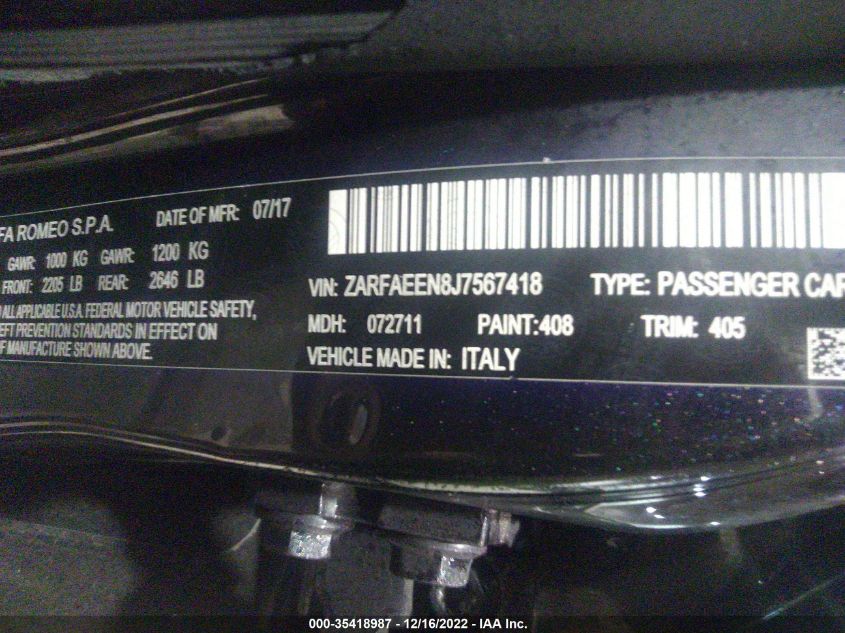 FA ROMEO S.P.A. DATE OF MFR: 07/17
GAWR: 1000 KG GAWR: 1200 KG
FRONT: 2205 LB REAR: 2646 LB
ALL APPLICABLE U.S.A. FEDERAL MOTOR VEHICLE SAFETY,
EFT PREVENTION STANDARDS IN EFFECT ON
OF MANUFACTURE SHOWN ABOVE.
VIN: ZARFAEEN8J7567418 TYPE: PASSENGER CAR
MDH: 072711 PAINT:408 TRIM: 405
VEHICLE MADE IN: ITALY
000-35418987 - 12/16/2022 - IAA Inc.